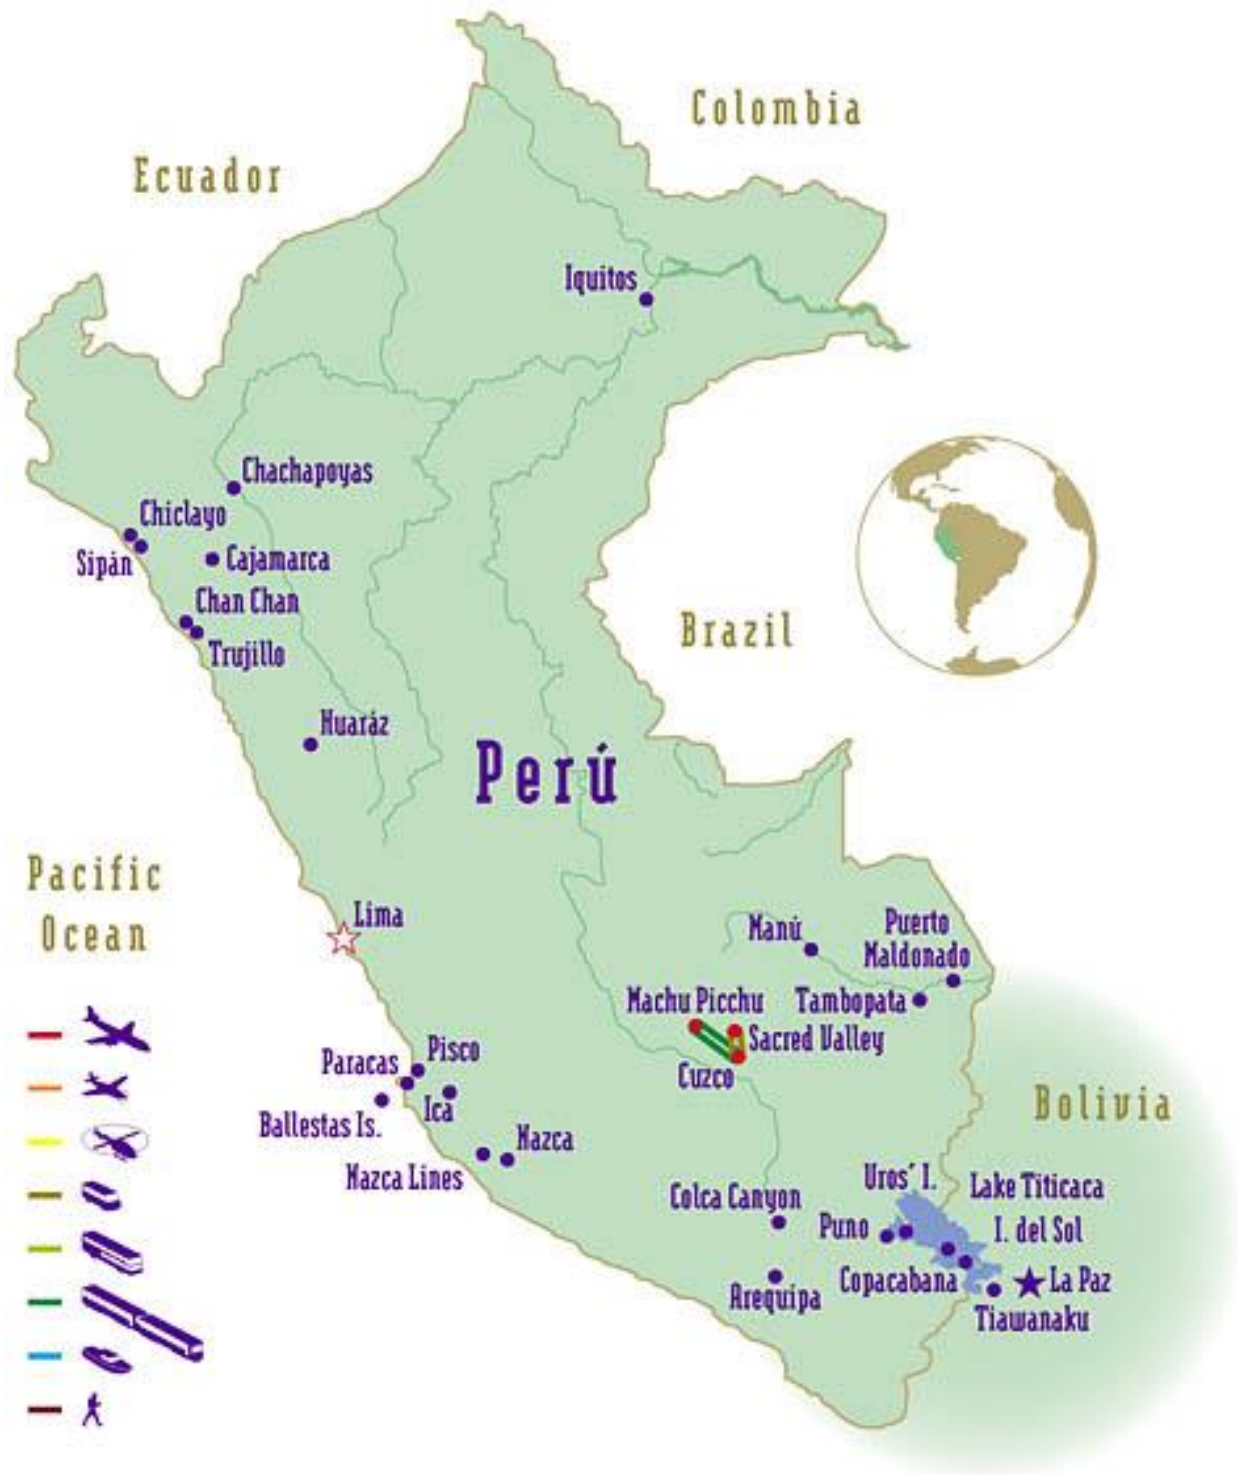 Colombia
Ecuador
Iquitos
Chachapoyas
Chiclayo
Sipán
Cajamarca
Chan Chan
Trujillo
Brazil
Huaráz
Perú
Pacific
Ocean
Lima
Manú
Puerto
Maldonado
Machu Picchu
Tambopata
Sacred Valley
Cuzco
Pisco
Paracas
Ica
Ballestas Is.
Nazca
Nazca Lines
Bolivia
Uros' I.
Lake Titicaca
Colca Canyon
Puno
I. del Sol
Copacabana
La Paz
Arequipa
Tiawanaku